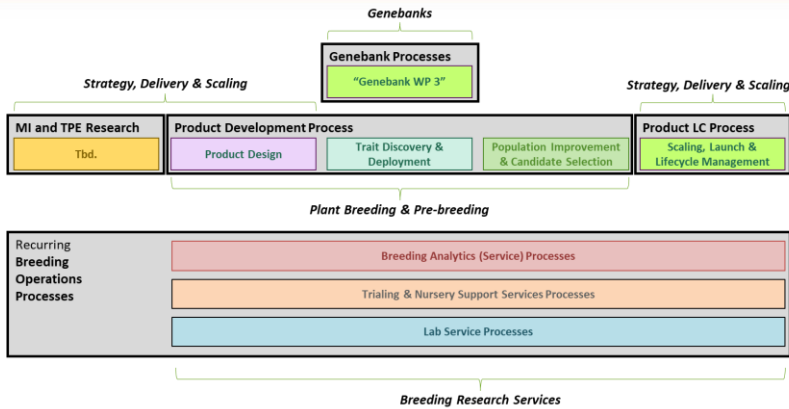 Genebanks
Genebank Processes
“Genebank WP 3”
Strategy, Delivery & Scaling
Strategy, Delivery & Scaling
MI and TPE Research
Tbd.
Product Development Process
Product Design
Trait Discovery &
Deployment
Population Improvement
& Candidate Selection
Product LC Process
Scaling, Launch &
Lifecycle Management
Plant Breeding & Pre-breeding
Recurring
Breeding
Operations
Processes
Breeding Analytics (Service) Processes
Trialing & Nursery Support Services Processes
Lab Service Processes
Breeding Research Services